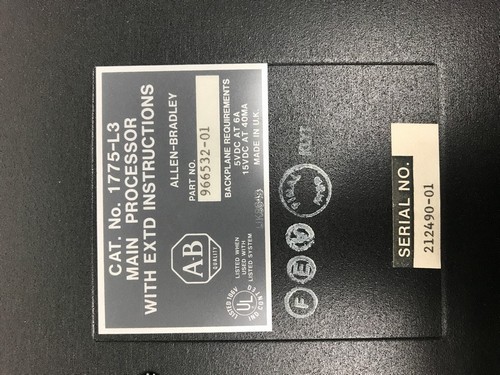 CAT. No. 1775-L3
MAIN PROCESSOR
WITH EXTD INSTRUCTIONS
ALLEN-BRADLEY
PART NO.
966532-01
A-B
QUALITY
BACKPLANE REQUIREMENTS
5VDC AT 6A
15VDC AT 40MA
MADE IN U.K.
LISTED WHEN
USED WITH
LISTED SYSTEM
UL
F
E
SERIAL NO.
212490-01